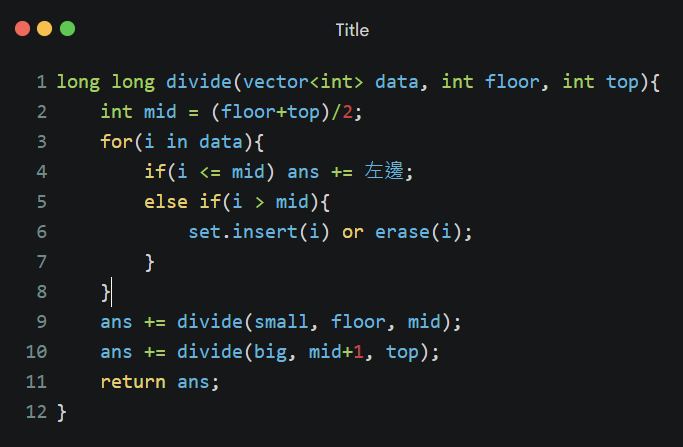 Title
1 long long divide(vector<int> data, int floor, int top){
2     int mid = (floor+top)/2;
3     for(i in data){
4         if(i <= mid) ans += 左邊;
5         else if(i > mid){
6             set.insert(i) or erase(i);
7         }
8     }
9     ans += divide(small, floor, mid);
10     ans += divide(big, mid+1, top);
11     return ans;
12 }